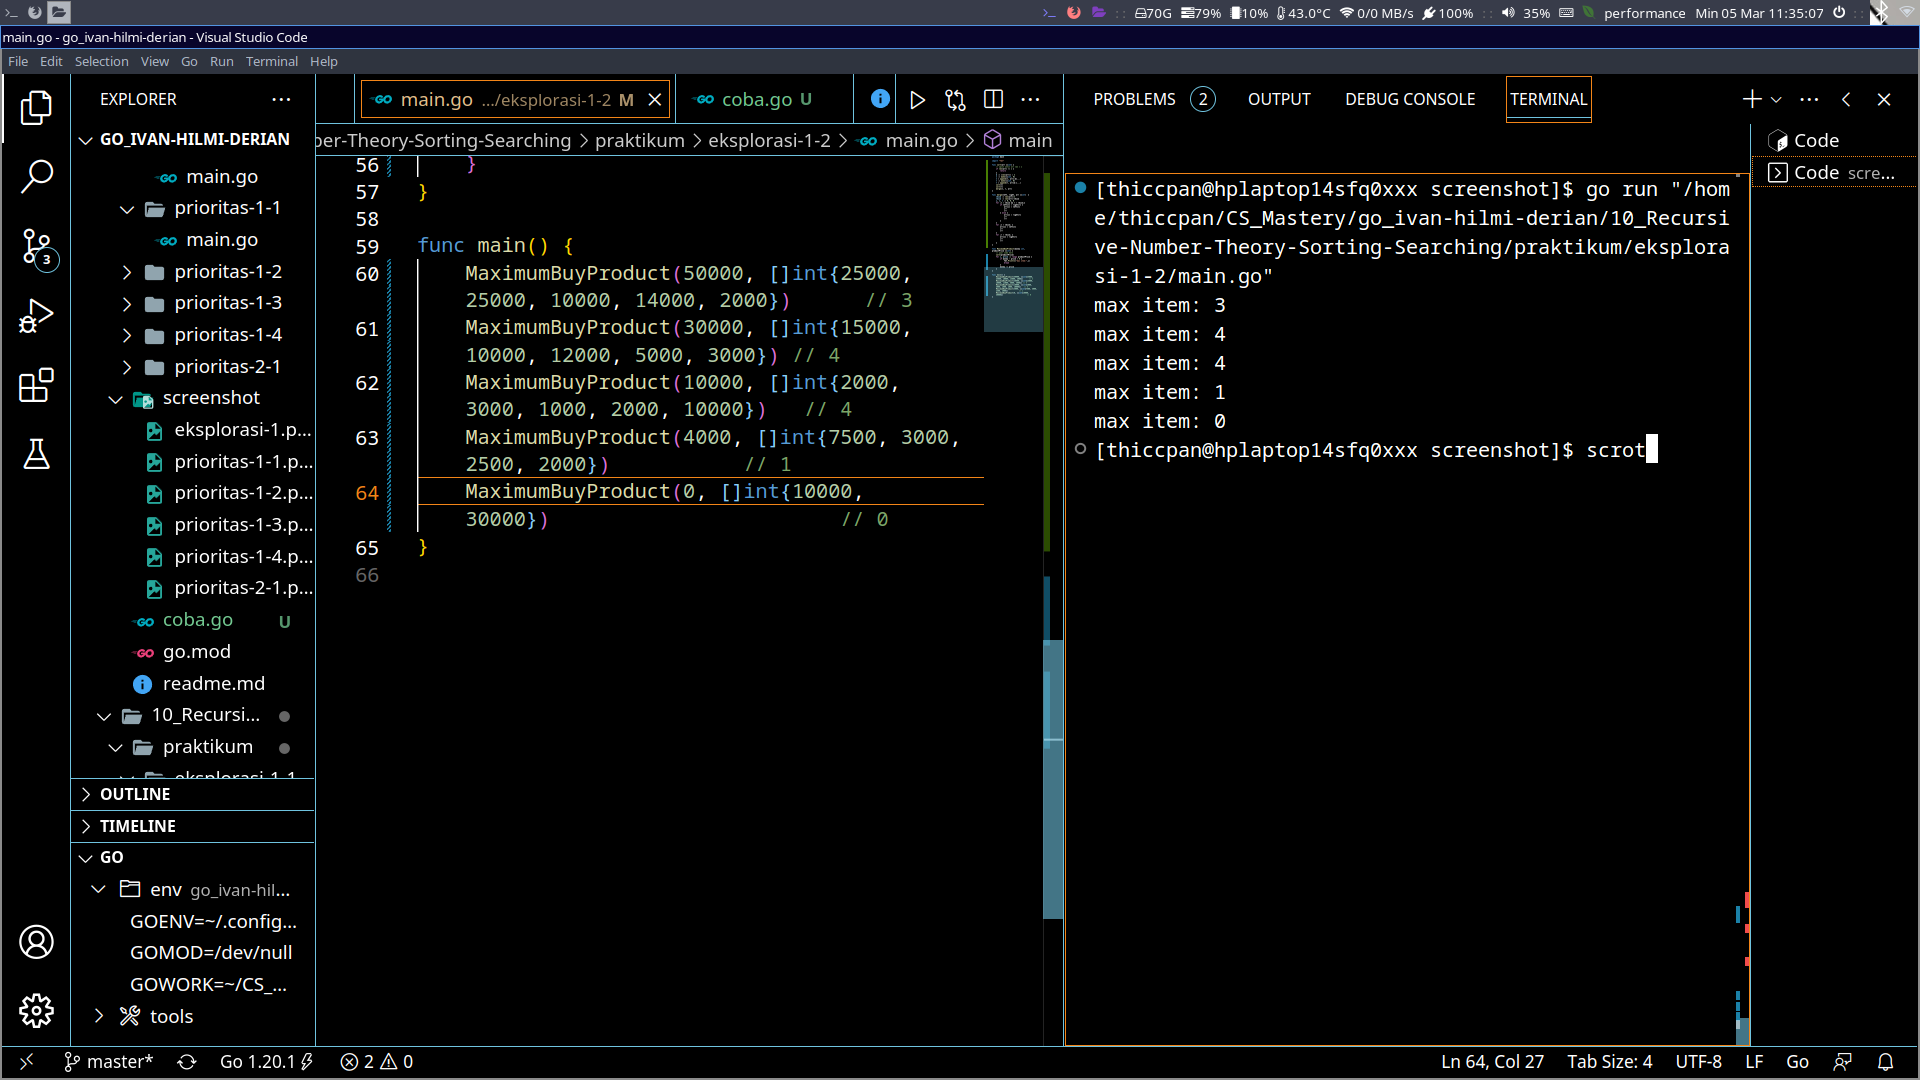 70G 79% 10% 43.0°C 0/0 MB/s 100% :: 35% performance Min 05 Mar 11:35:07
main.go - go_ivan-hilmi-derian - Visual Studio Code
File Edit Selection View Go Run Terminal Help
EXPLORER
GO_IVAN-HILMI-DERIAN
main.go
prioritas-1-1
main.go
prioritas-1-2
prioritas-1-3
prioritas-1-4
prioritas-2-1
screenshot
eksplorasi-1.p...
prioritas-1-1.p...
prioritas-1-2.p...
prioritas-1-3.p...
prioritas-1-4.p...
prioritas-2-1.p...
coba.go U
go.mod
readme.md
10_Recursi...
praktikum
eksplorasi-1-1
OUTLINE
TIMELINE
GO
env go_ivan-hil...
GOENV=~/.config...
GOMOD=/dev/null
GOWORK=~/CS_...
tools
3
main.go .../eksplorasi-1-2 M
coba.go U
ber-Theory-Sorting-Searching > praktikum > eksplorasi-1-2 > main.go > main
56 }
57 }
58
59 func main() {
60 MaximumBuyProduct(50000, []int{25000,
25000, 10000, 14000, 2000}) // 3
61 MaximumBuyProduct(30000, []int{15000,
10000, 12000, 5000, 3000}) // 4
62 MaximumBuyProduct(10000, []int{2000,
3000, 1000, 2000, 10000}) // 4
63 MaximumBuyProduct(4000, []int{7500, 3000,
2500, 2000}) // 1
64 MaximumBuyProduct(0, []int{10000,
30000}) // 0
65 }
66
PROBLEMS 2 OUTPUT DEBUG CONSOLE TERMINAL
[thiccpan@hplaptop14sfq0xxx screenshot]$ go run "/hom
e/thiccpan/CS_Mastery/go_ivan-hilmi-derian/10_Recursi
ve-Number-Theory-Sorting-Searching/praktikum/eksplora
si-1-2/main.go"
max item: 3
max item: 4
max item: 4
max item: 1
max item: 0
[thiccpan@hplaptop14sfq0xxx screenshot]$ scrot
Code
Code scre...
master* Go 1.20.1 2 0 Ln 64, Col 27 Tab Size: 4 UTF-8 LF Go